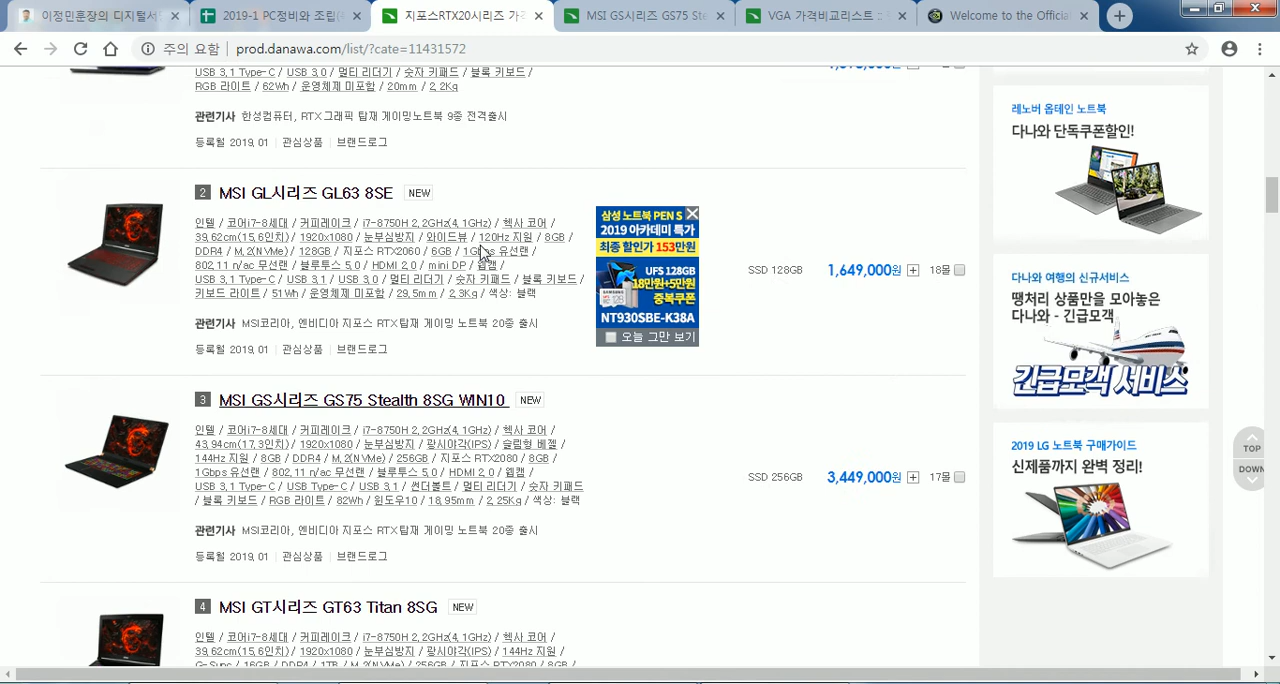 이정민훈장의 디지털서
2019-1 PC정비와 조립(
지포스RTX20시리즈 가
MSI GS시리즈 GS75 Ste
VGA 가격비교리스트 :
Welcome to the Officia
주의 요함
prod.danawa.com/list/?cate=11431572
USB 3.1 Type-C / USB 3.0 / 멀티 리더기 / 숫자 키패드 / 블록 키보드 /
RGB 라이트 / 62Wh / 운영체제 미포함 / 20mm / 2.2Kg
관련기사 한성컴퓨터, RTX 그래픽 탑재 게이밍노트북 9종 전격출시
등록월 2019.01 | 관심상품 | 브랜드로그
2 MSI GL시리즈 GL63 8SE NEW
인텔 / 코어i7-8세대 / 커피레이크 / i7-8750H 2.2GHz(4.1GHz) / 헥사 코어 /
39.62cm(15.6인치) / 1920x1080 / 눈부심방지 / 와이드뷰 / 120Hz 지원 / 8GB /
DDR4 / M.2(NVMe) / 128GB / 지포스 RTX2060 / 6GB / 1Gbps 유선랜 /
802.11 n/ac 무선랜 / 블루투스 5.0 / HDMI 2.0 / mini DP / 웹캠 /
USB 3.1 Type-C / USB 3.1 / USB 3.0 / 멀티 리더기 / 숫자 키패드 / 블록 키보드 /
키보드 라이트 / 51Wh / 운영체제 미포함 / 29.5mm / 2.3Kg / 색상: 블랙
관련기사 MSI코리아, 엔비디아 지포스 RTX탑재 게이밍 노트북 20종 출시
등록월 2019.01 | 관심상품 | 브랜드로그
SSD 128GB 1,649,000원 18몰
삼성 노트북 PEN S
2019 아카데미 특가
최종 할인가 153만원
UFS 128GB
18만원+5만원
중복쿠폰
NT930SBE-K38A
오늘 그만 보기
3 MSI GS시리즈 GS75 Stealth 8SG WIN10 NEW
인텔 / 코어i7-8세대 / 커피레이크 / i7-8750H 2.2GHz(4.1GHz) / 헥사 코어 /
43.94cm(17.3인치) / 1920x1080 / 눈부심방지 / 광시야각(IPS) / 슬림형 베젤 /
144Hz 지원 / 8GB / DDR4 / M.2(NVMe) / 256GB / 지포스 RTX2080 / 8GB /
1Gbps 유선랜 / 802.11 n/ac 무선랜 / 블루투스 5.0 / HDMI 2.0 / 웹캠 /
USB 3.1 Type-C / USB Type-C / USB 3.1 / 썬더볼트 / 멀티 리더기 / 숫자 키패드
/ 블록 키보드 / RGB 라이트 / 82Wh / 윈도우10 / 18.95mm / 2.25Kg / 색상: 블랙
관련기사 MSI코리아, 엔비디아 지포스 RTX탑재 게이밍 노트북 20종 출시
등록월 2019.01 | 관심상품 | 브랜드로그
SSD 256GB 3,449,000원 17몰
4 MSI GT시리즈 GT63 Titan 8SG NEW
인텔 / 코어i7-8세대 / 커피레이크 / i7-8750H 2.2GHz(4.1GHz) / 헥사 코어 /
39.62cm(15.6인치) / 1920x1080 / 눈부심방지 / 광시야각(IPS) / 144Hz 지원 /
G-Sync / 16GB / DDR4 / 1TB / M.2(NVMe) / 256GB / 지포스 RTX2080 / 8GB /
레노버 옵테인 노트북
다나와 단독쿠폰할인!
다나와 여행의 신규서비스
땡처리 상품만을 모아놓은
다나와 - 긴급모객
긴급모객 서비스
2019 LG 노트북 구매가이드
신제품까지 완벽 정리!
TOP
DOWN